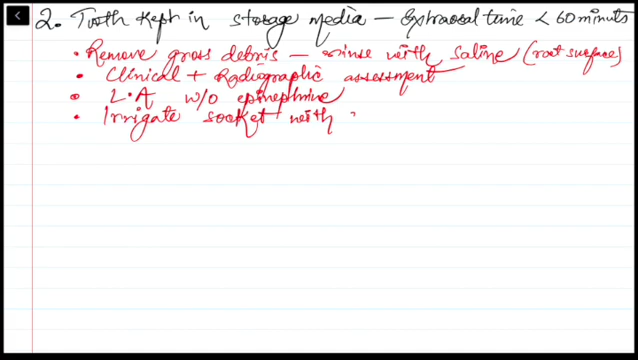 2. Tooth kept in storage media – Extraoral time < 60 minuts
• Remove gross debris – rinse with saline (root surface)
• Clinical + Radiographic assessment
• L.A w/o epinephrine
• Irrigate socket with